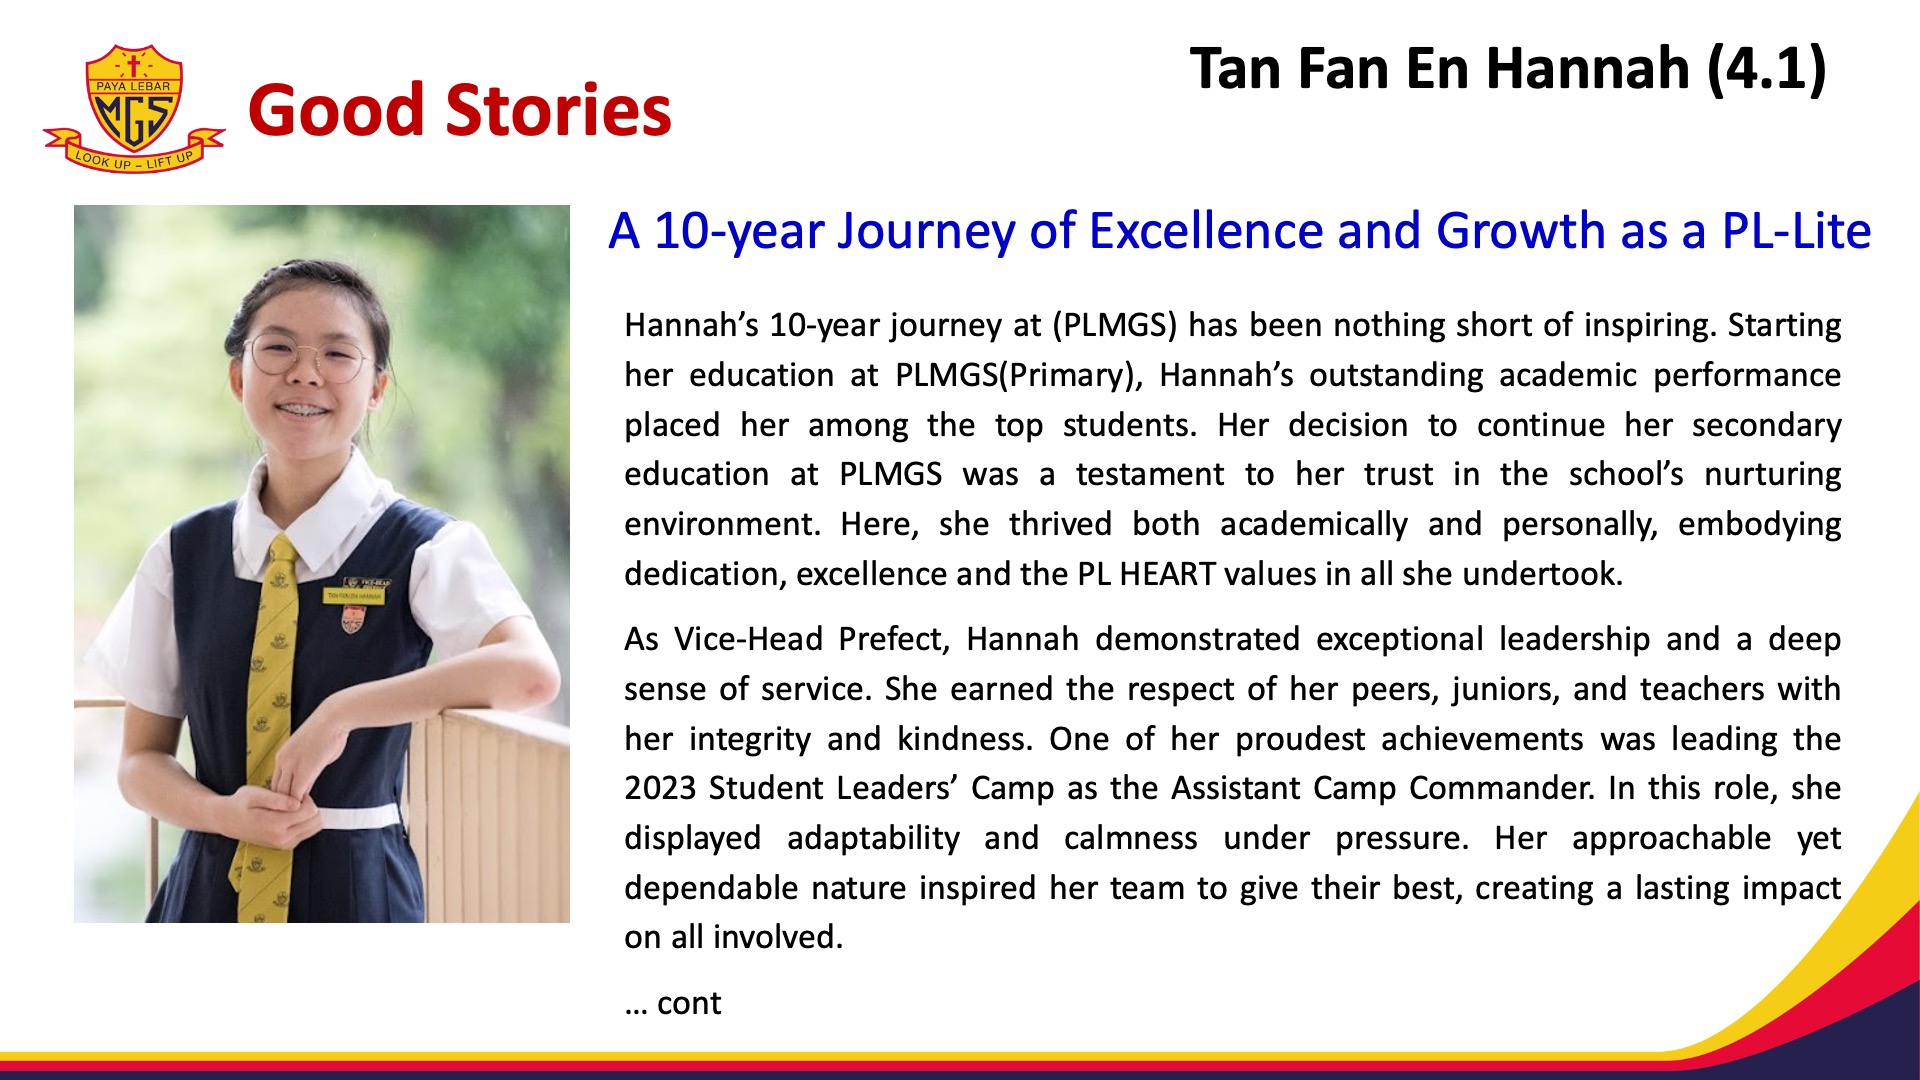 PAYA LEBAR
MGS
LOOK UP – LIFT UP
Good Stories
Tan Fan En Hannah (4.1)
A 10-year Journey of Excellence and Growth as a PL-Lite
Hannah’s 10-year journey at (PLMGS) has been nothing short of inspiring. Starting
her education at PLMGS(Primary), Hannah’s outstanding academic performance
placed her among the top students. Her decision to continue her secondary
education at PLMGS was a testament to her trust in the school’s nurturing
environment. Here, she thrived both academically and personally, embodying
dedication, excellence and the PL HEART values in all she undertook.
As Vice-Head Prefect, Hannah demonstrated exceptional leadership and a deep
sense of service. She earned the respect of her peers, juniors, and teachers with
her integrity and kindness. One of her proudest achievements was leading the
2023 Student Leaders’ Camp as the Assistant Camp Commander. In this role, she
displayed adaptability and calmness under pressure. Her approachable yet
dependable nature inspired her team to give their best, creating a lasting impact
on all involved.
... cont
VICE-HEAD
TAN FAN EN HANNAH
MGS